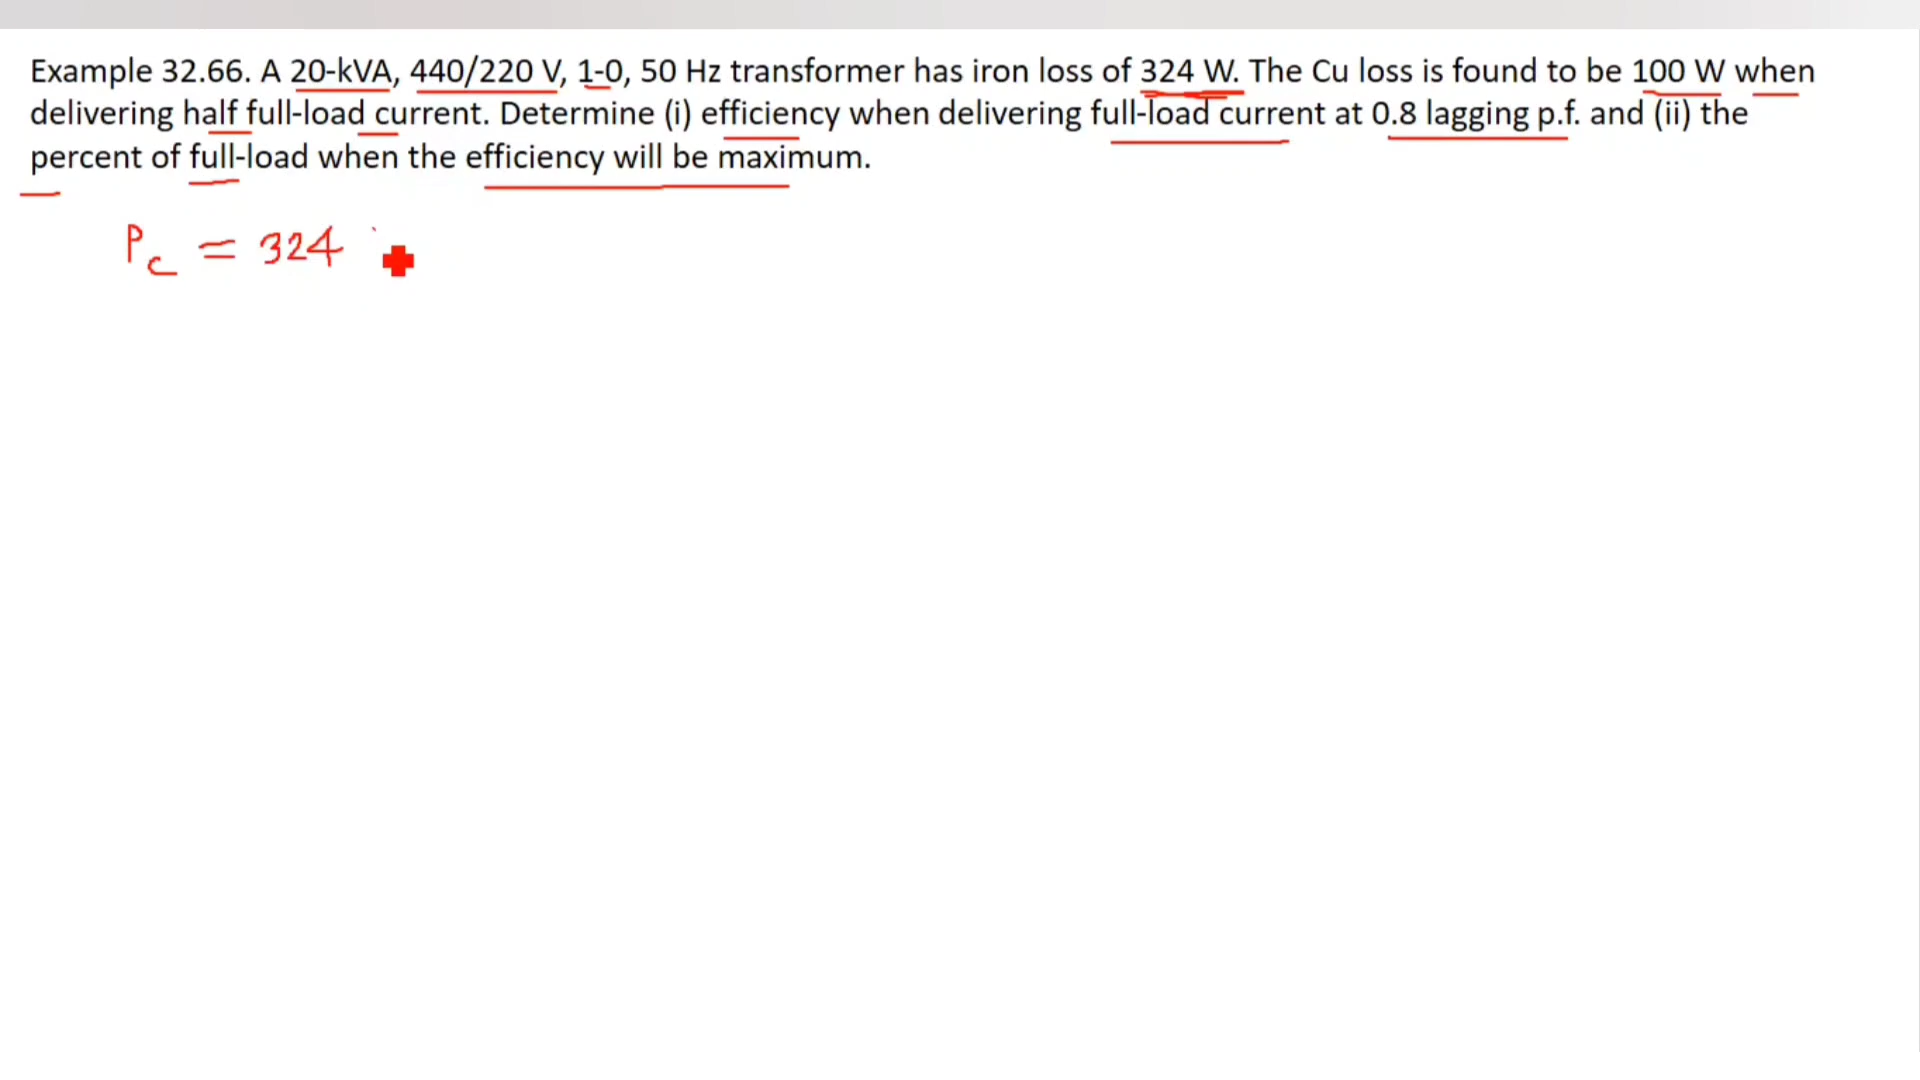 Example 32.66. A 20-kVA, 440/220 V, 1-0, 50 Hz transformer has iron loss of 324 W. The Cu loss is found to be 100 W when
delivering half full-load current. Determine (i) efficiency when delivering full-load current at 0.8 lagging p.f. and (ii) the
percent of full-load when the efficiency will be maximum.
Pc = 324